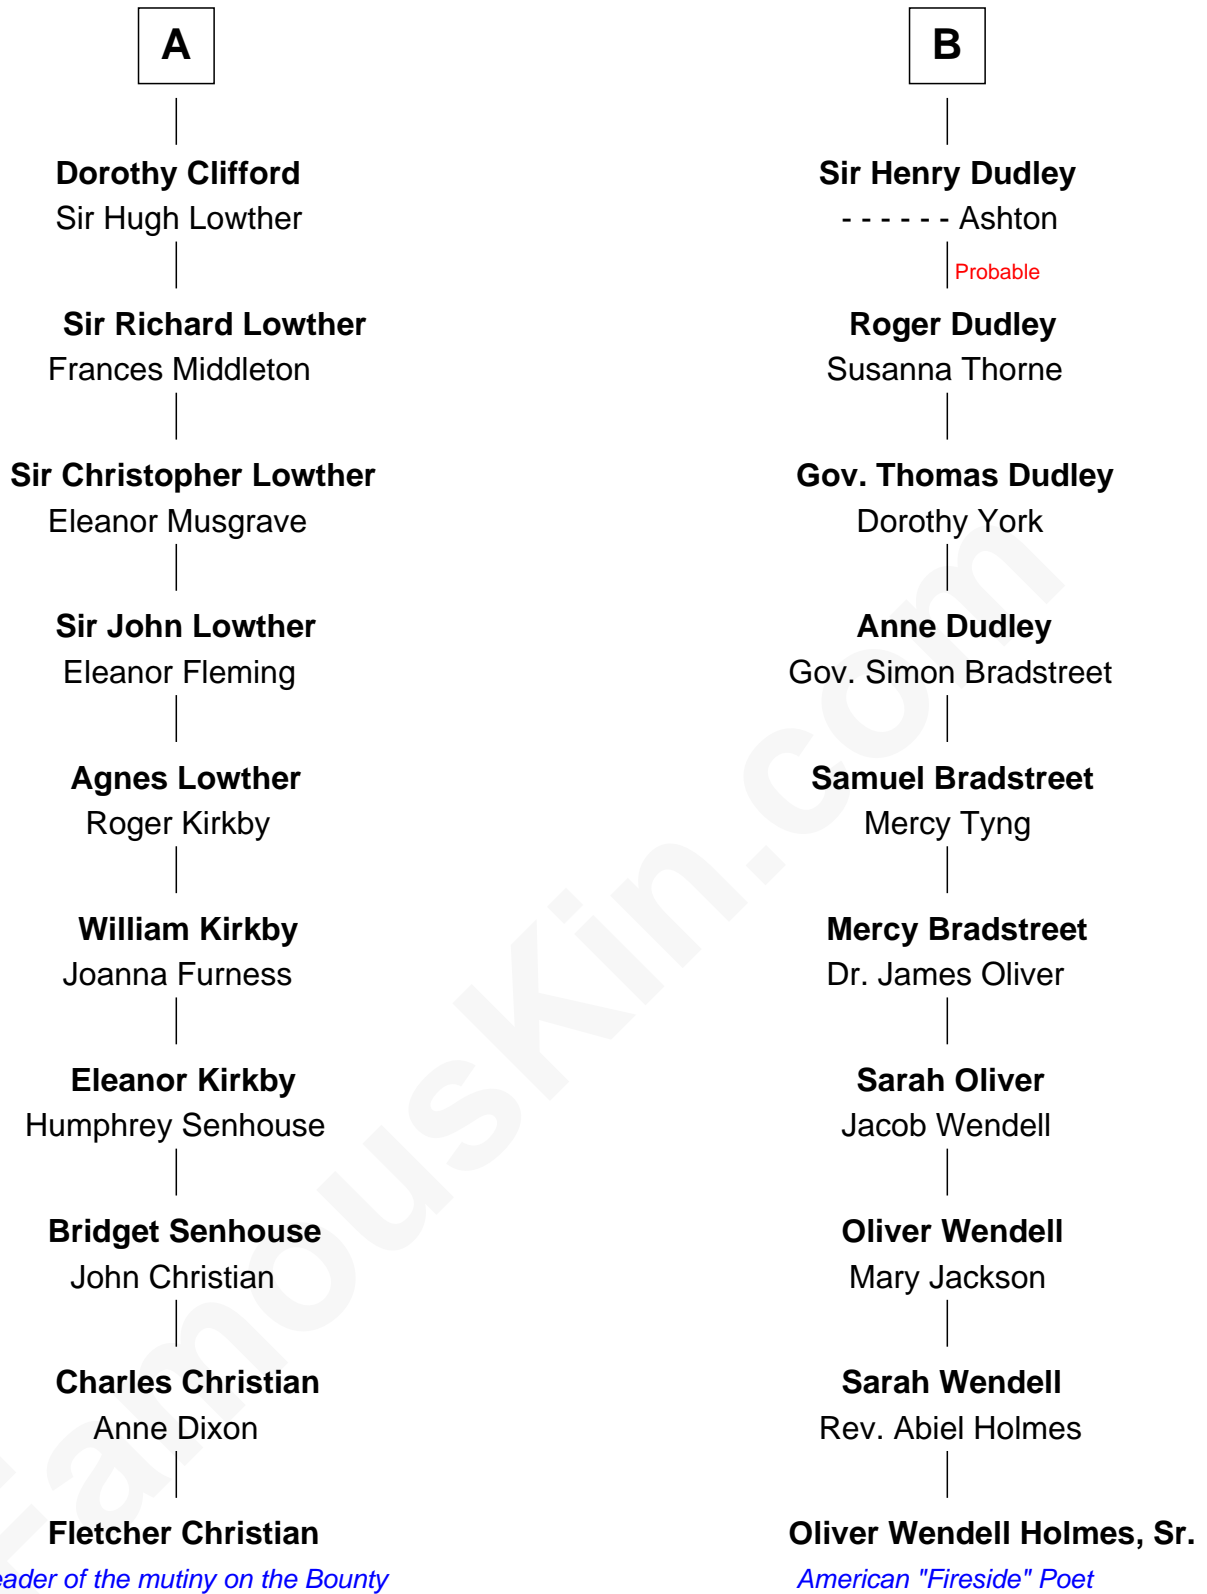 A
Dorothy Clifford
Sir Hugh Lowther
Sir Richard Lowther
Frances Middleton
Sir Christopher Lowther
Eleanor Musgrave
Sir John Lowther
Eleanor Fleming
Agnes Lowther
Roger Kirkby
William Kirkby
Joanna Furness
Eleanor Kirkby
Humphrey Senhouse
Bridget Senhouse
John Christian
Charles Christian
Anne Dixon
Fletcher Christian
eader of the mutiny on the Bounty
B
Sir Henry Dudley
- - - - - - Ashton
Probable
Roger Dudley
Susanna Thorne
Gov. Thomas Dudley
Dorothy York
Anne Dudley
Gov. Simon Bradstreet
Samuel Bradstreet
Mercy Tyng
Mercy Bradstreet
Dr. James Oliver
Sarah Oliver
Jacob Wendell
Oliver Wendell
Mary Jackson
Sarah Wendell
Rev. Abiel Holmes
Oliver Wendell Holmes, Sr.
American "Fireside" Poet
FamousKin.com